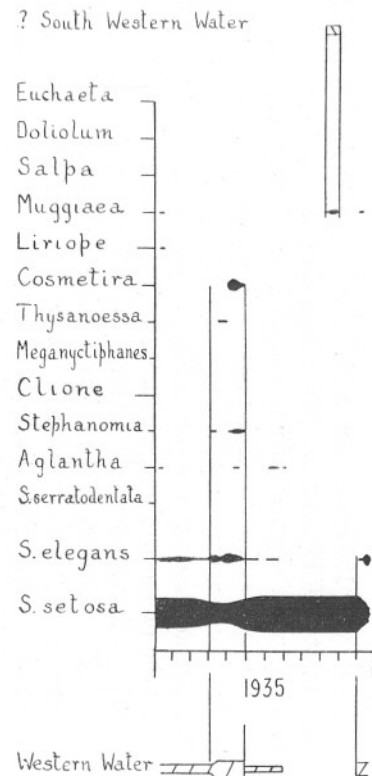 ? South Western Water
Euchaeta
Doliolum
Salpa
Muggiaea
Liriope
Cosmetira
Thysanoessa
Meganyctiphanes
Clione
Stephanomia
Aglantha
S. serratodentata
S. elegans
S. setosa
1935
Western Water